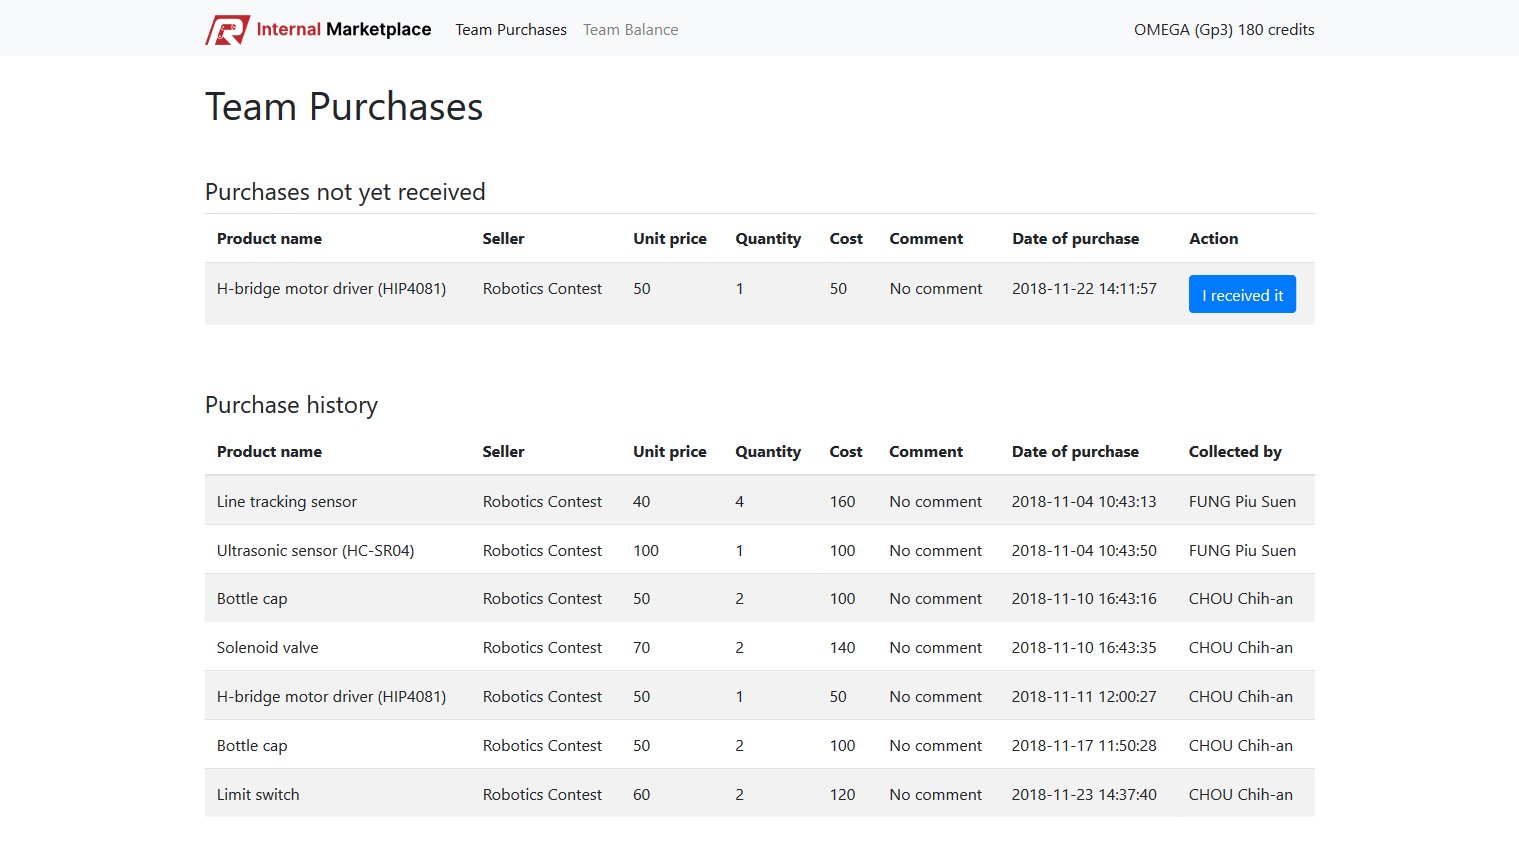 Internal Marketplace Team Purchases Team Balance OMEGA (Gp3) 180 credits
Team Purchases
Purchases not yet received
Product name Seller Unit price Quantity Cost Comment Date of purchase Action
H-bridge motor driver (HIP4081) Robotics Contest 50 1 50 No comment 2018-11-22 14:11:57 I received it
Purchase history
Product name Seller Unit price Quantity Cost Comment Date of purchase Collected by
Line tracking sensor Robotics Contest 40 4 160 No comment 2018-11-04 10:43:13 FUNG Piu Suen
Ultrasonic sensor (HC-SR04) Robotics Contest 100 1 100 No comment 2018-11-04 10:43:50 FUNG Piu Suen
Bottle cap Robotics Contest 50 2 100 No comment 2018-11-10 16:43:16 CHOU Chih-an
Solenoid valve Robotics Contest 70 2 140 No comment 2018-11-10 16:43:35 CHOU Chih-an
H-bridge motor driver (HIP4081) Robotics Contest 50 1 50 No comment 2018-11-11 12:00:27 CHOU Chih-an
Bottle cap Robotics Contest 50 2 100 No comment 2018-11-17 11:50:28 CHOU Chih-an
Limit switch Robotics Contest 60 2 120 No comment 2018-11-23 14:37:40 CHOU Chih-an